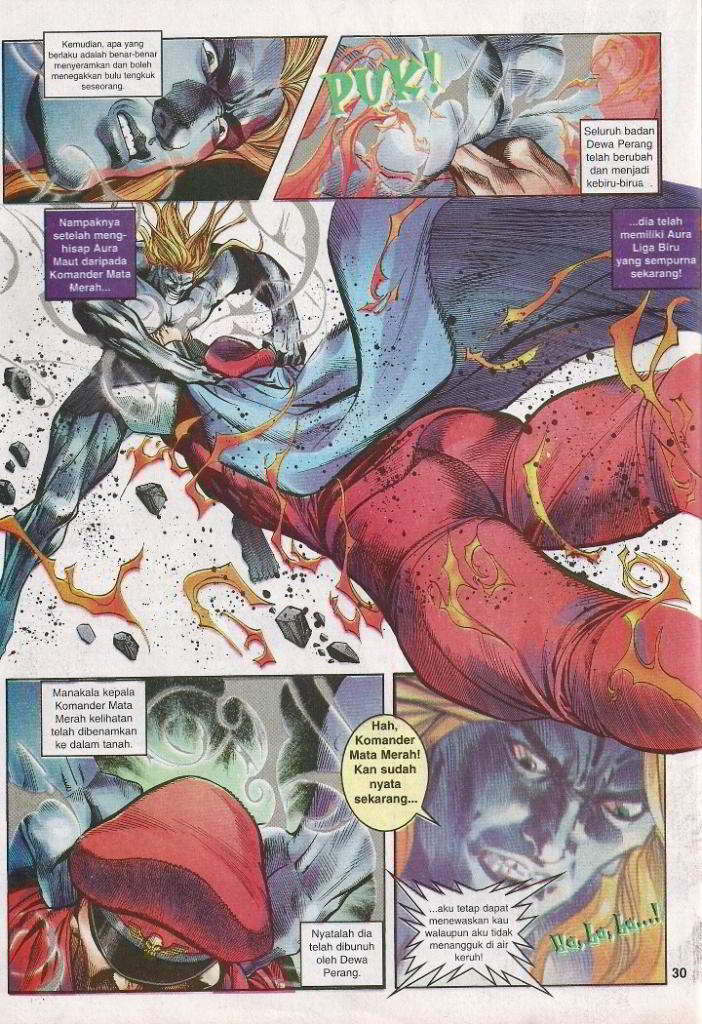 Kemudian, apa yang
berlaku adalah benar-benar
menyeramkan dan boleh
menegakkan bulu tengkuk
seseorang.
PUK!
Seluruh badan
Dewa Perang
telah berubah
dan menjadi
kebiru-birua..
Nampaknya
setelah meng-
hisap Aura
Maut daripada
Komander Mata
Merah...
...dia telah
memiliki Aura
Liga Biru
yang sempurna
sekarang!
Manakala kepala
Komander Mata
Merah kelihatan
telah dibenamkan
ke dalam tanah.
Nyatalah dia
telah dibunuh
oleh Dewa
Perang.
Hah,
Komander
Mata Merah!
Kan sudah
nyata
sekarang...
...aku tetap dapat
menewaskan kau
walaupun aku tidak
menangguk di air
keruh!
Ha, ha, ha...!
30